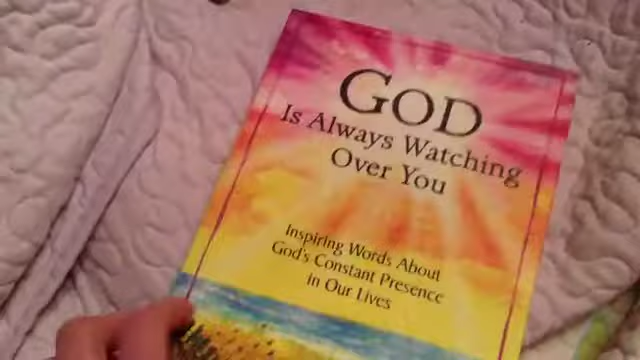 GOD
Is Always Watching
Over You
Inspiring Words About
God's Constant Presence
in Our Lives